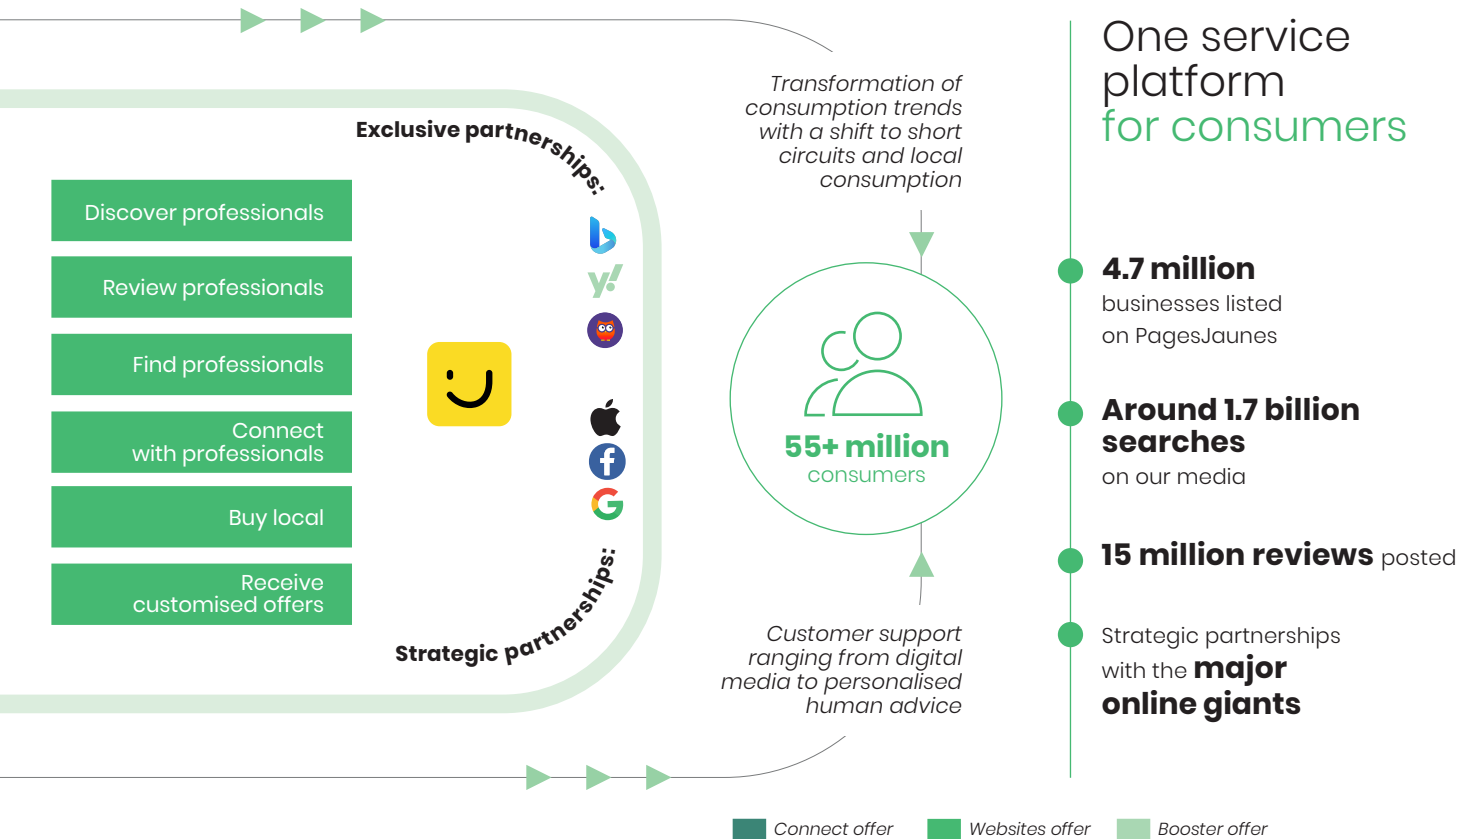 Exclusive partnerships:
Discover professionals
Review professionals
Find professionals
Connect
with professionals
Buy local
Receive
customised offers
Strategic partnerships:
Transformation of
consumption trends
with a shift to short
circuits and local
consumption
55+ million
consumers
Customer support
ranging from digital
media to personalised
human advice
One service
platform
for consumers
4.7 million
businesses listed
on PagesJaunes
Around 1.7 billion
searches
on our media
15 million reviews posted
Strategic partnerships
with the major
online giants
Connect offer
Websites offer
Booster offer